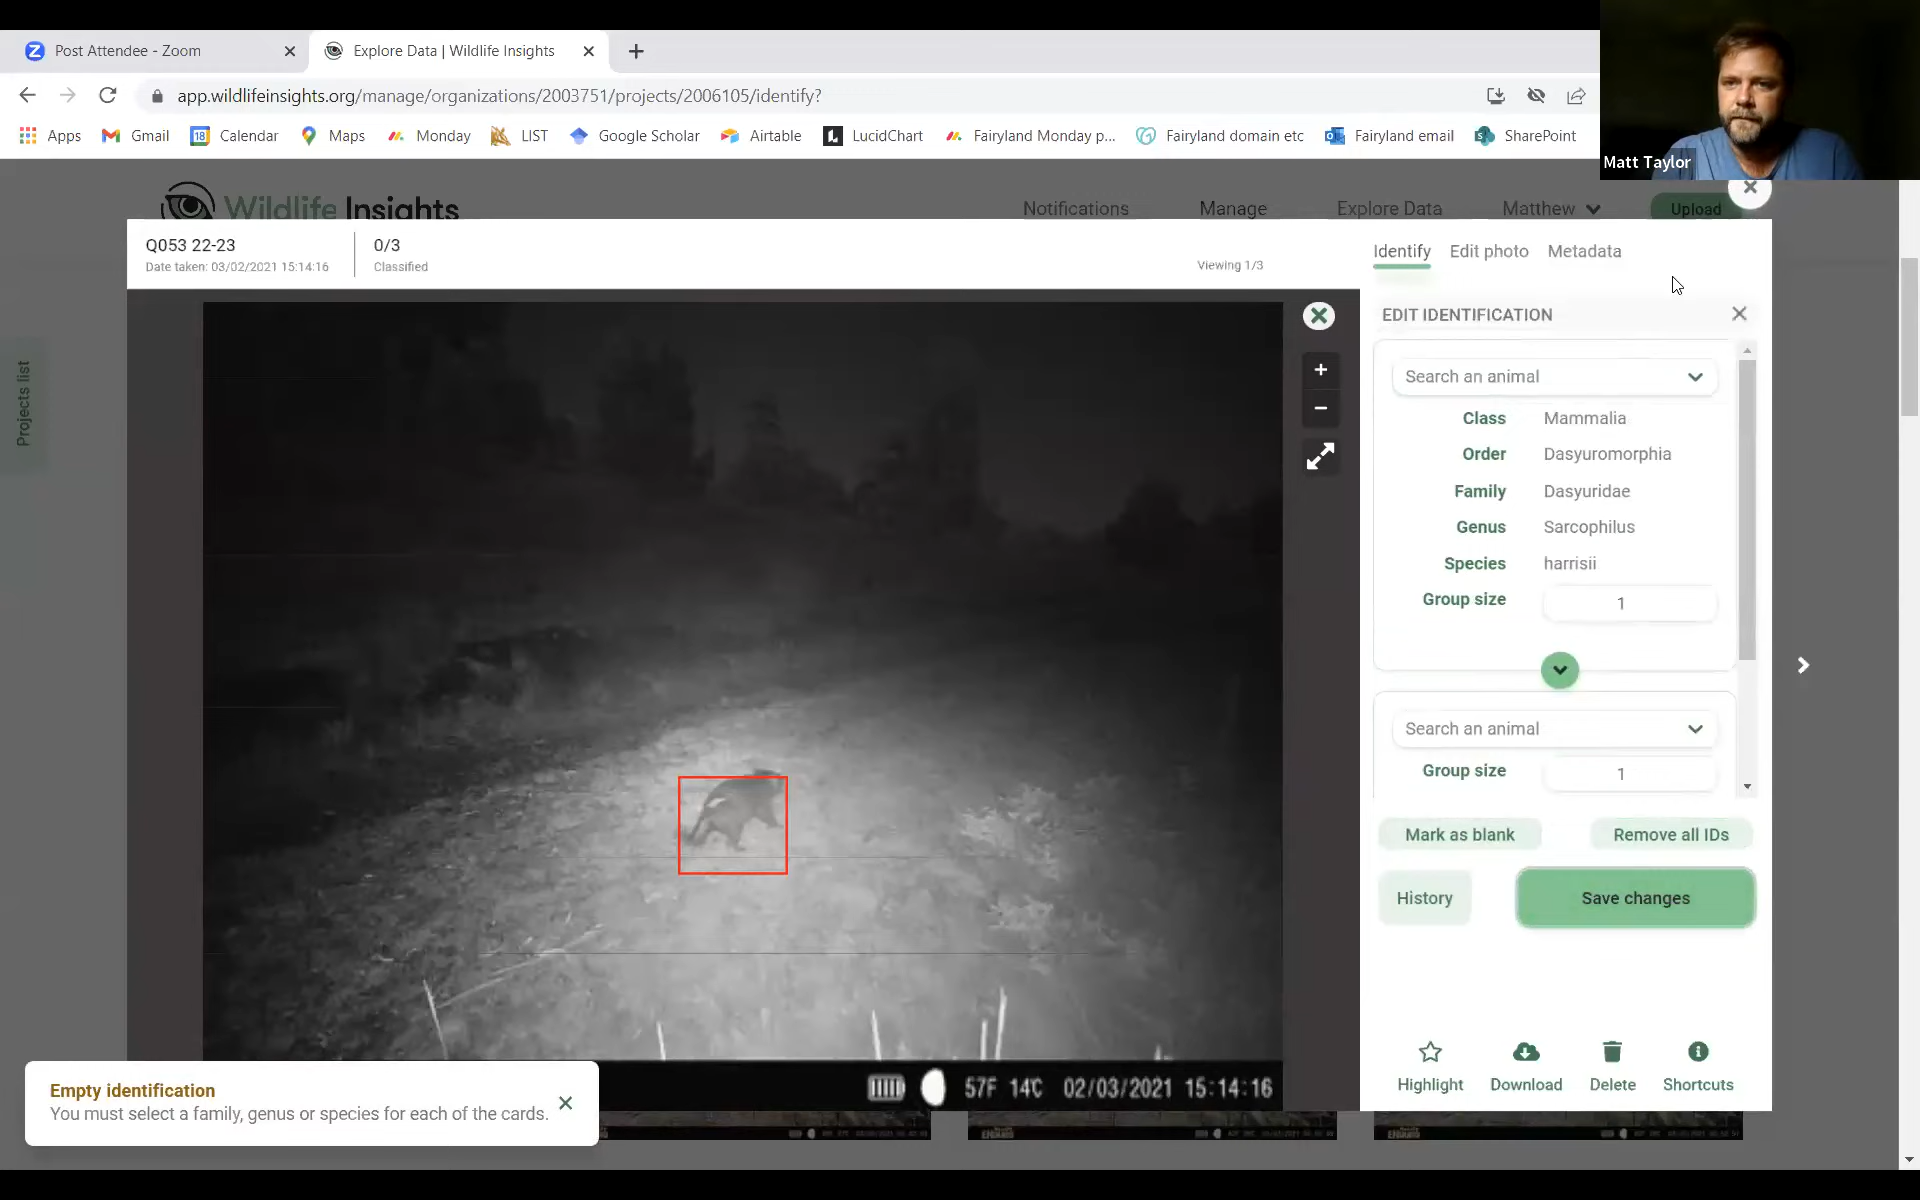 Post Attendee - Zoom
Explore Data | Wildlife Insights
app.wildlifeinsights.org/manage/organizations/2003751/projects/2006105/identify?
Apps
Gmail
18
Calendar
Maps
Monday
LIST
Google Scholar
Airtable
LucidChart
Fairyland Monday p...
Fairyland domain etc
Fairyland email
SharePoint
Matt Taylor
Wildlife Insights
Notifications
Manage
Explore Data
Matthew
Upload
Q053 22-23
Date taken: 03/02/2021 15:14:16
0/3
Classified
Viewing 1/3
Identify
Edit photo
Metadata
Projects list
EDIT IDENTIFICATION
Search an animal
Class Mammalia
Order Dasyuromorphia
Family Dasyuridae
Genus Sarcophilus
Species harrisii
Group size 1
Search an animal
Group size 1
Mark as blank
Remove all IDs
History
Save changes
Highlight
Download
Delete
Shortcuts
57F 14℃ 02/03/2021 15:14:16
Empty identification
You must select a family, genus or species for each of the cards.